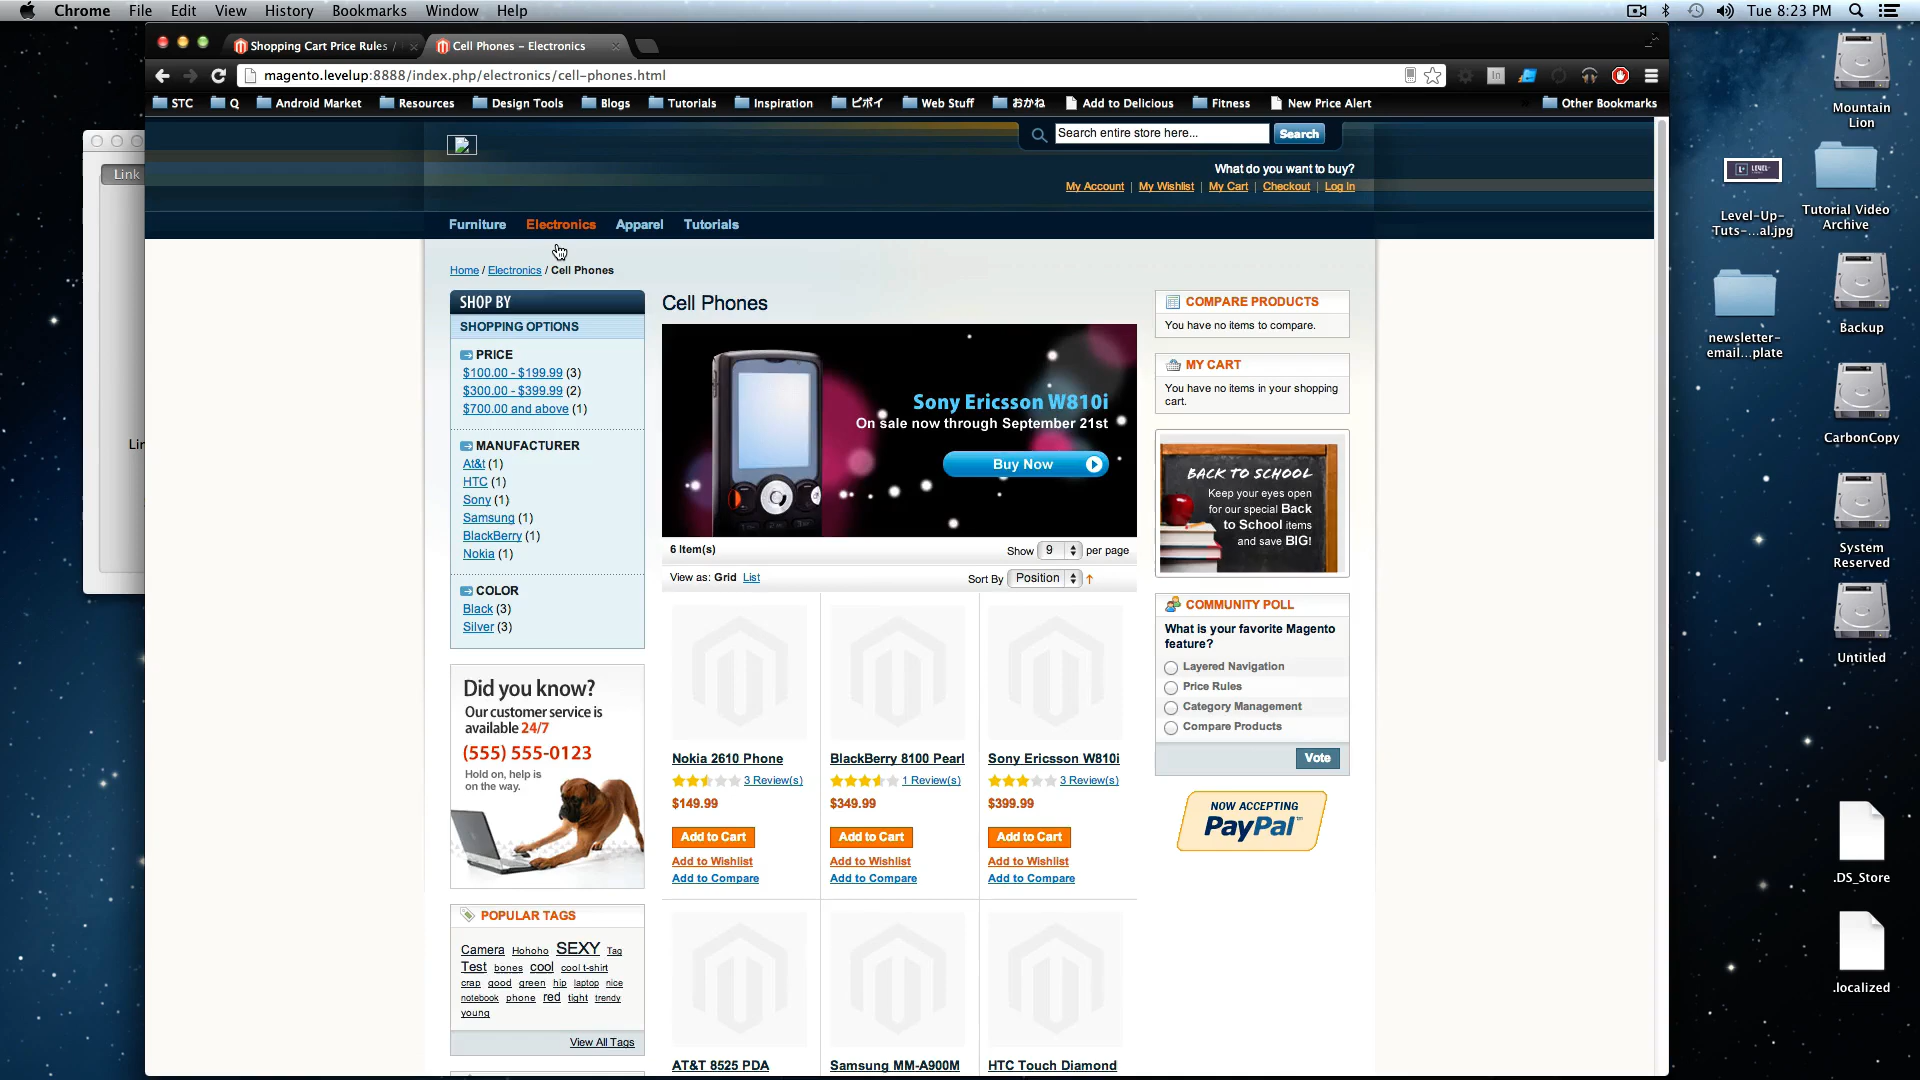 Chrome File Edit View History Bookmarks Window Help Tue 8:23 PM
Shopping Cart Price Rules /
Cell Phones - Electronics
magento.levelup:8888/index.php/electronics/cell-phones.html
STC Q Android Market Resources Design Tools Blogs Tutorials Inspiration ビボイ Web Stuff おかね Add to Delicious Fitness New Price Alert Other Bookmarks
Link
Search entire store here... Search
What do you want to buy?
My Account | My Wishlist | My Cart | Checkout | Log In
Furniture Electronics Apparel Tutorials
Home / Electronics / Cell Phones
SHOP BY
SHOPPING OPTIONS
PRICE
$100.00 - $199.99 (3)
$300.00 - $399.99 (2)
$700.00 and above (1)
MANUFACTURER
At&t (1)
HTC (1)
Sony (1)
Samsung (1)
BlackBerry (1)
Nokia (1)
COLOR
Black (3)
Silver (3)
Did you know?
Our customer service is
available 24/7
(555) 555-0123
Hold on, help is
on the way.
POPULAR TAGS
Camera Hohoho SEXY Tag
Test bones cool cool t-shirt
crap good green hip laptop nice
notebook phone red tight trendy
young
View All Tags
Cell Phones
Sony Ericsson W810i
On sale now through September 21st
Buy Now
6 Item(s)
Show 9 per page
View as: Grid List
Sort By Position
Nokia 2610 Phone
3 Review(s)
$149.99
Add to Cart
Add to Wishlist
Add to Compare
BlackBerry 8100 Pearl
1 Review(s)
$349.99
Add to Cart
Add to Wishlist
Add to Compare
Sony Ericsson W810i
3 Review(s)
$399.99
Add to Cart
Add to Wishlist
Add to Compare
AT&T 8525 PDA
Samsung MM-A900M
HTC Touch Diamond
COMPARE PRODUCTS
You have no items to compare.
MY CART
You have no items in your shopping
cart.
BACK TO SCHOOL
Keep your eyes open
for our special Back
to School items
and save BIG!
COMMUNITY POLL
What is your favorite Magento
feature?
Layered Navigation
Price Rules
Category Management
Compare Products
Vote
NOW ACCEPTING
PayPal
Mountain
Lion
LEVEL
Level-Up-
Tuts-...al.jpg
Tutorial Video
Archive
newsletter-
email...plate
Backup
CarbonCopy
System
Reserved
Untitled
.DS_Store
.localized